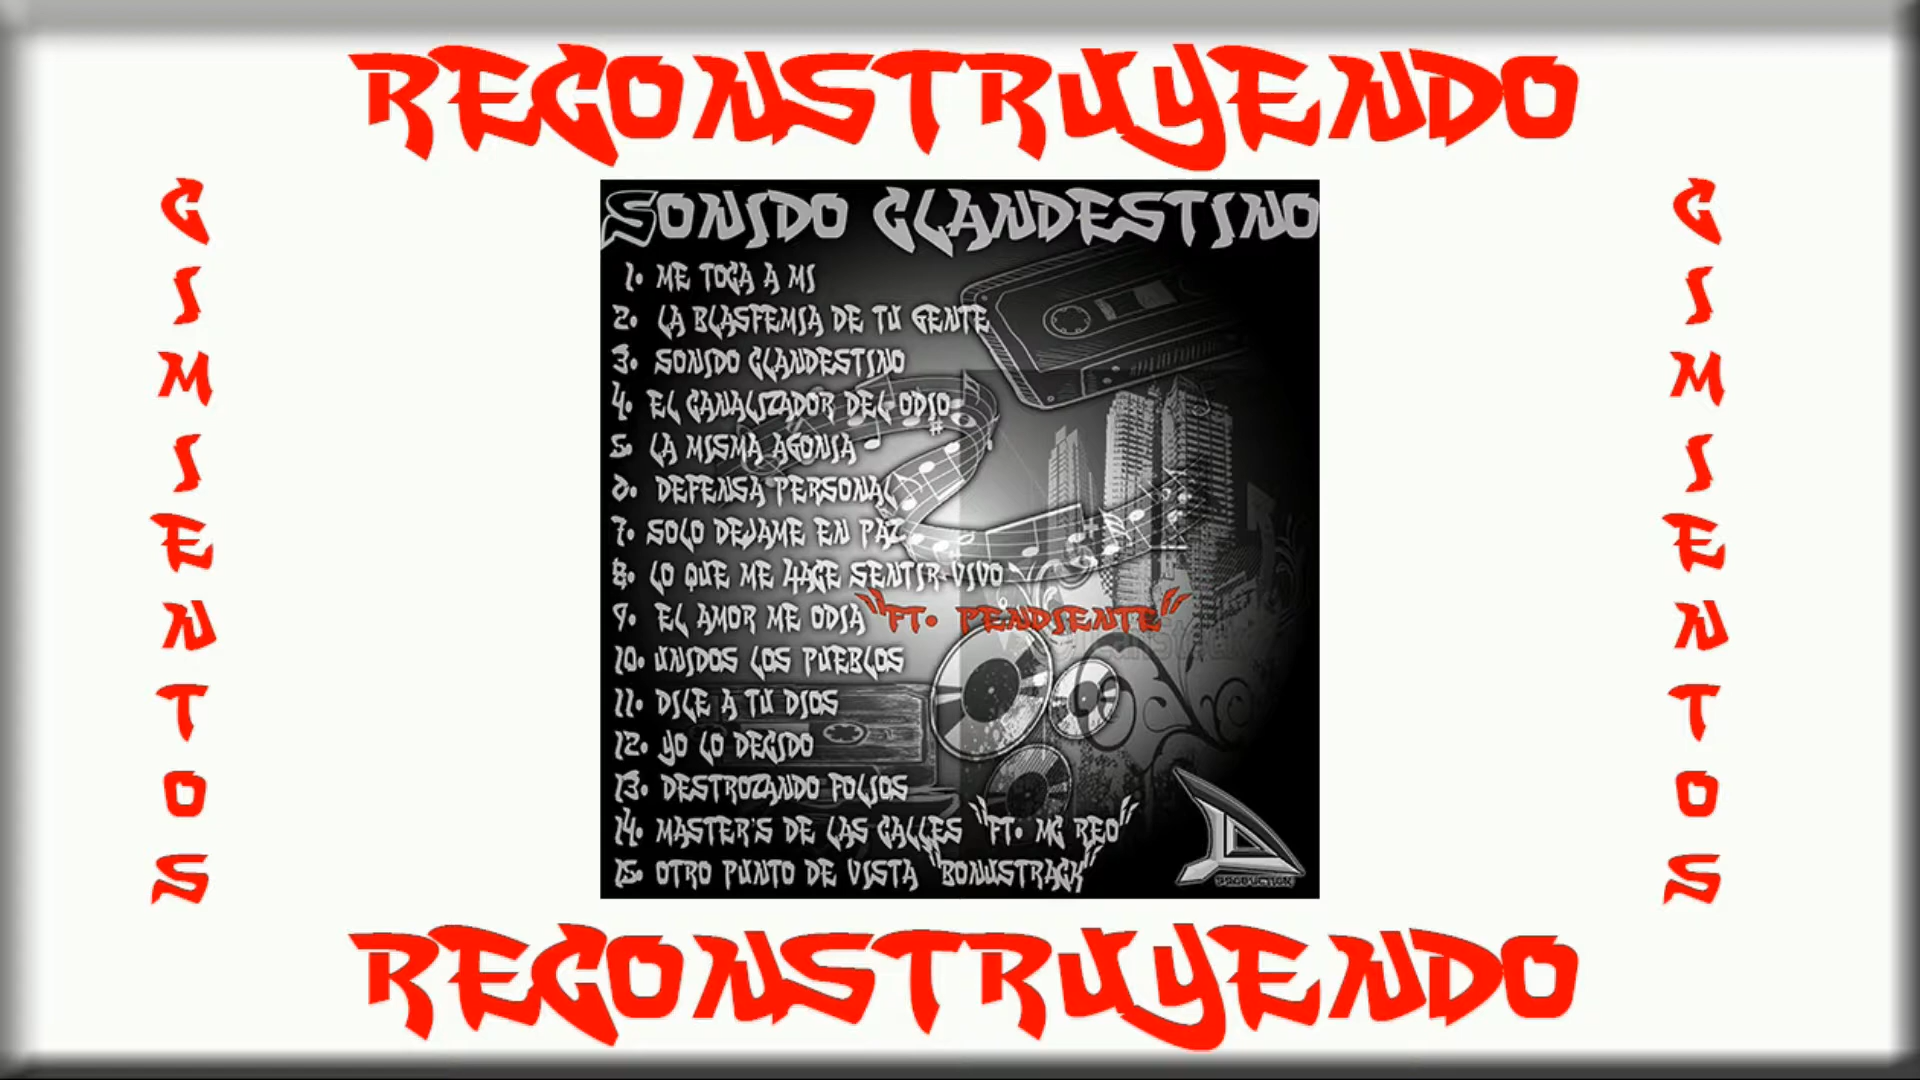 RECONSTRUYENDO
CIMIENTOS
SONIDO CLANDESTINO
1. ME TOCA A MI
2. LA BLASFEMIA DE TU GENTE
3. SONIDO CLANDESTINO
4. EL CANALIZADOR DEL ODIO
5. LA MISMA AGONIA
6. DEFENSA PERSONAL
7. SOLO DEJAME EN PAZ
8. LO QUE ME HACE SENTIR VIVO
9. EL AMOR ME ODIA "FT. PENDIENTE"
10. UNIDOS LOS PUEBLOS
11. DILE A TU DIOS
12. YO LO DECIDO
13. DESTROZANDO FOLIOS
14. MASTER'S DE LAS CALLES "FT. MC REO"
15. OTRO PUNTO DE VISTA "BONUSTRACK"
PRODUCTION
CIMIENTOS
RECONSTRUYENDO